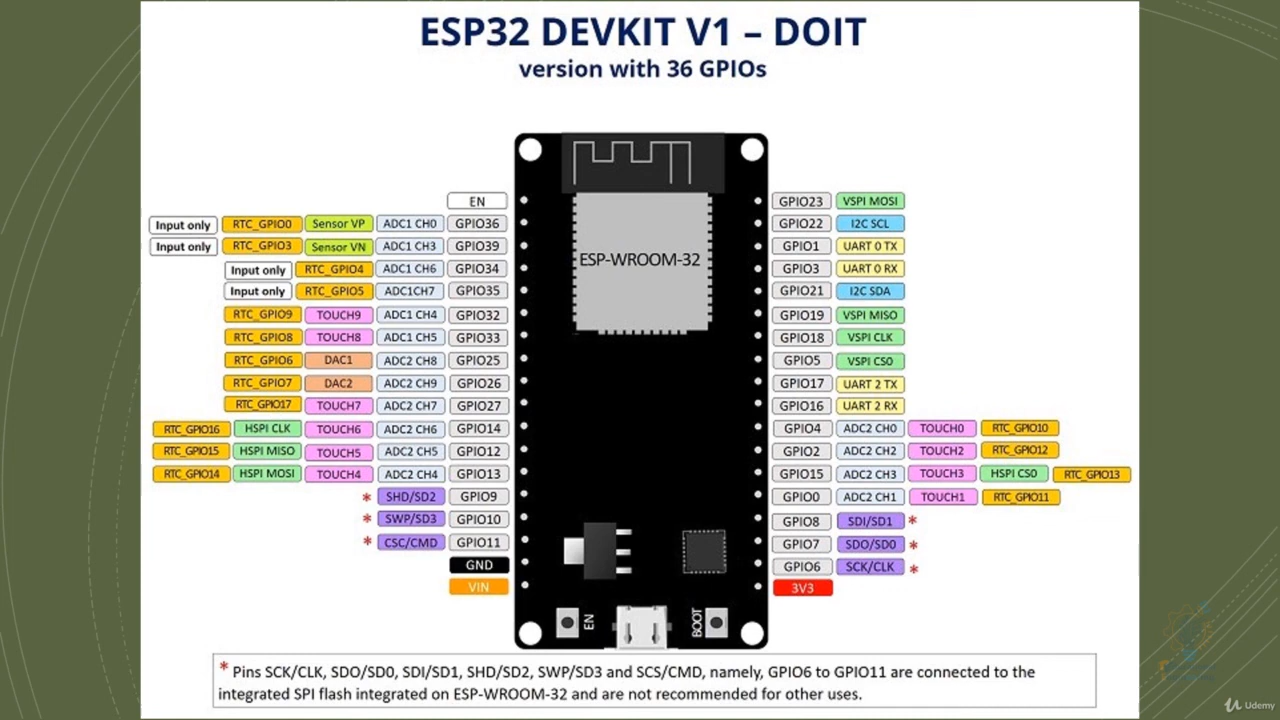 ESP32 DEVKIT V1 – DOIT
version with 36 GPIOs
EN
Input only RTC_GPIO0 Sensor VP ADC1 CH0 GPIO36
Input only RTC_GPIO3 Sensor VN ADC1 CH3 GPIO39
Input only RTC_GPIO4 ADC1 CH6 GPIO34
Input only RTC_GPIO5 ADC1CH7 GPIO35
RTC_GPIO9 TOUCH9 ADC1 CH4 GPIO32
RTC_GPIO8 TOUCH8 ADC1 CH5 GPIO33
RTC_GPIO6 DAC1 ADC2 CH8 GPIO25
RTC_GPIO7 DAC2 ADC2 CH9 GPIO26
RTC_GPIO17 TOUCH7 ADC2 CH7 GPIO27
RTC_GPIO16 HSPI CLK TOUCH6 ADC2 CH6 GPIO14
RTC_GPIO15 HSPI MISO TOUCH5 ADC2 CH5 GPIO12
RTC_GPIO14 HSPI MOSI TOUCH4 ADC2 CH4 GPIO13
* SHD/SD2 GPIO9
* SWP/SD3 GPIO10
* CSC/CMD GPIO11
GND
VIN
ESP-WROOM-32
EN
BOOT
GPIO23 VSPI MOSI
GPIO22 I2C SCL
GPIO1 UART 0 TX
GPIO3 UART 0 RX
GPIO21 I2C SDA
GPIO19 VSPI MISO
GPIO18 VSPI CLK
GPIO5 VSPI CS0
GPIO17 UART 2 TX
GPIO16 UART 2 RX
GPIO4 ADC2 CH0 TOUCH0 RTC_GPIO10
GPIO2 ADC2 CH2 TOUCH2 RTC_GPIO12
GPIO15 ADC2 CH3 TOUCH3 HSPI CS0 RTC_GPIO13
GPIO0 ADC2 CH1 TOUCH1 RTC_GPIO11
GPIO8 SDI/SD1 *
GPIO7 SDO/SD0 *
GPIO6 SCK/CLK *
3V3
* Pins SCK/CLK, SDO/SD0, SDI/SD1, SHD/SD2, SWP/SD3 and SCS/CMD, namely, GPIO6 to GPIO11 are connected to the
integrated SPI flash integrated on ESP-WROOM-32 and are not recommended for other uses.
Udemy